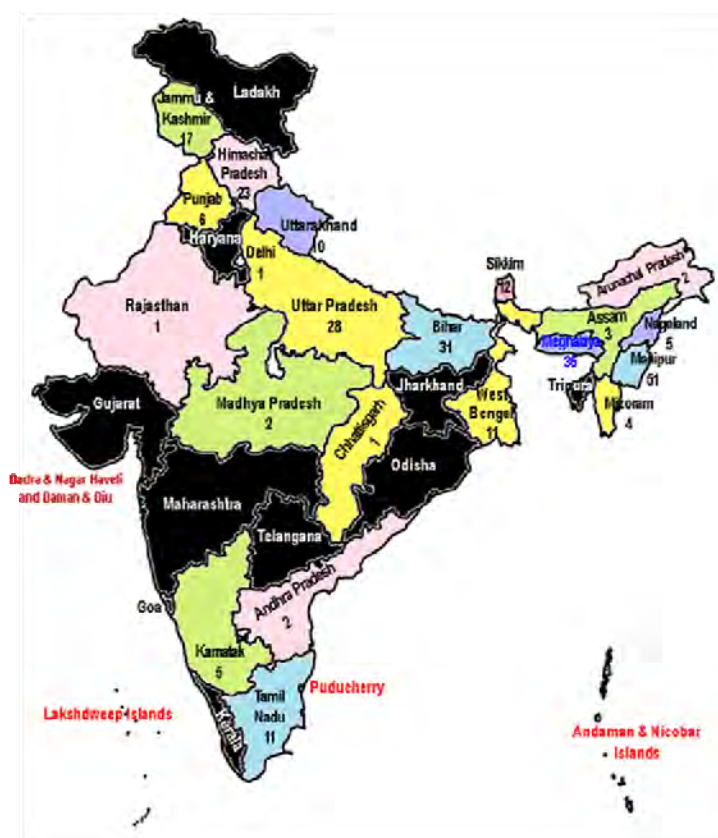 Ladakh
Jammu &
Kashmir
17
Himachal
Pradesh
23
Punjab
6
Uttarakhand
10
Haryana
Delhi
1
Sikkim
Arunachal Pradesh
2
Rajasthan
1
Uttar Pradesh
28
Bihar
31
Assam
3
Nagaland
5
Meghalaya
36
Manipur
51
Tripura
Mizoram
4
Jharkhand
West
Bengal
11
Gujarat
Madhya Pradesh
2
Chhattisgarh
1
Odisha
Dadra & Nagar Haveli
and Daman & Diu
Maharashtra
Telangana
Andhra Pradesh
2
Goa
Karnatak
5
Puducherry
Lakshdweep Islands
Kerala
Tamil
Nadu
11
Andaman & Nicobar
Islands